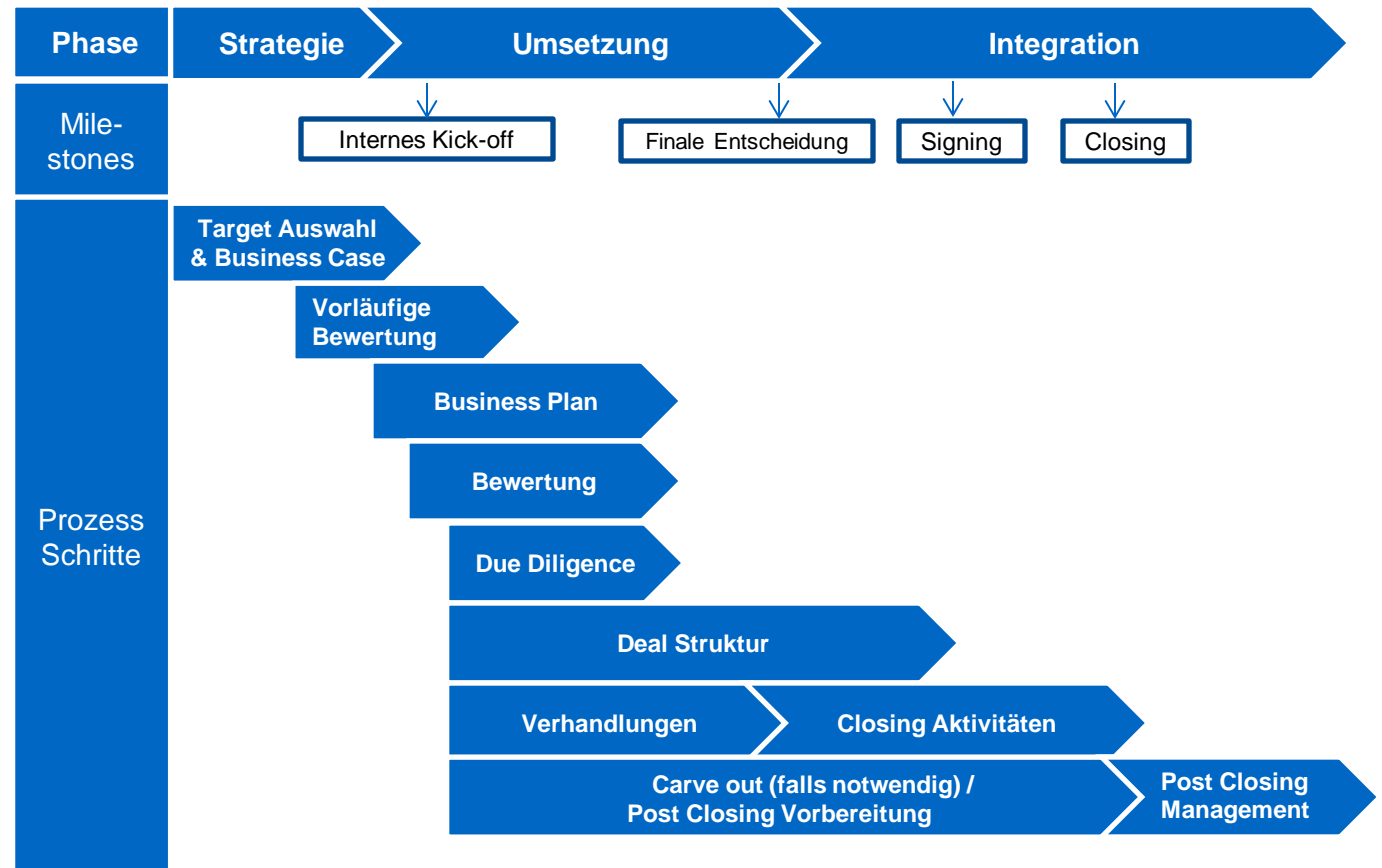 Phase
Strategie
Umsetzung
Integration
Mile-
stones
Internes Kick-off
Finale Entscheidung
Signing
Closing
Prozess
Schritte
Target Auswahl
& Business Case
Vorläufige
Bewertung
Business Plan
Bewertung
Due Diligence
Deal Struktur
Verhandlungen
Closing Aktivitäten
Carve out (falls notwendig) /
Post Closing Vorbereitung
Post Closing
Management